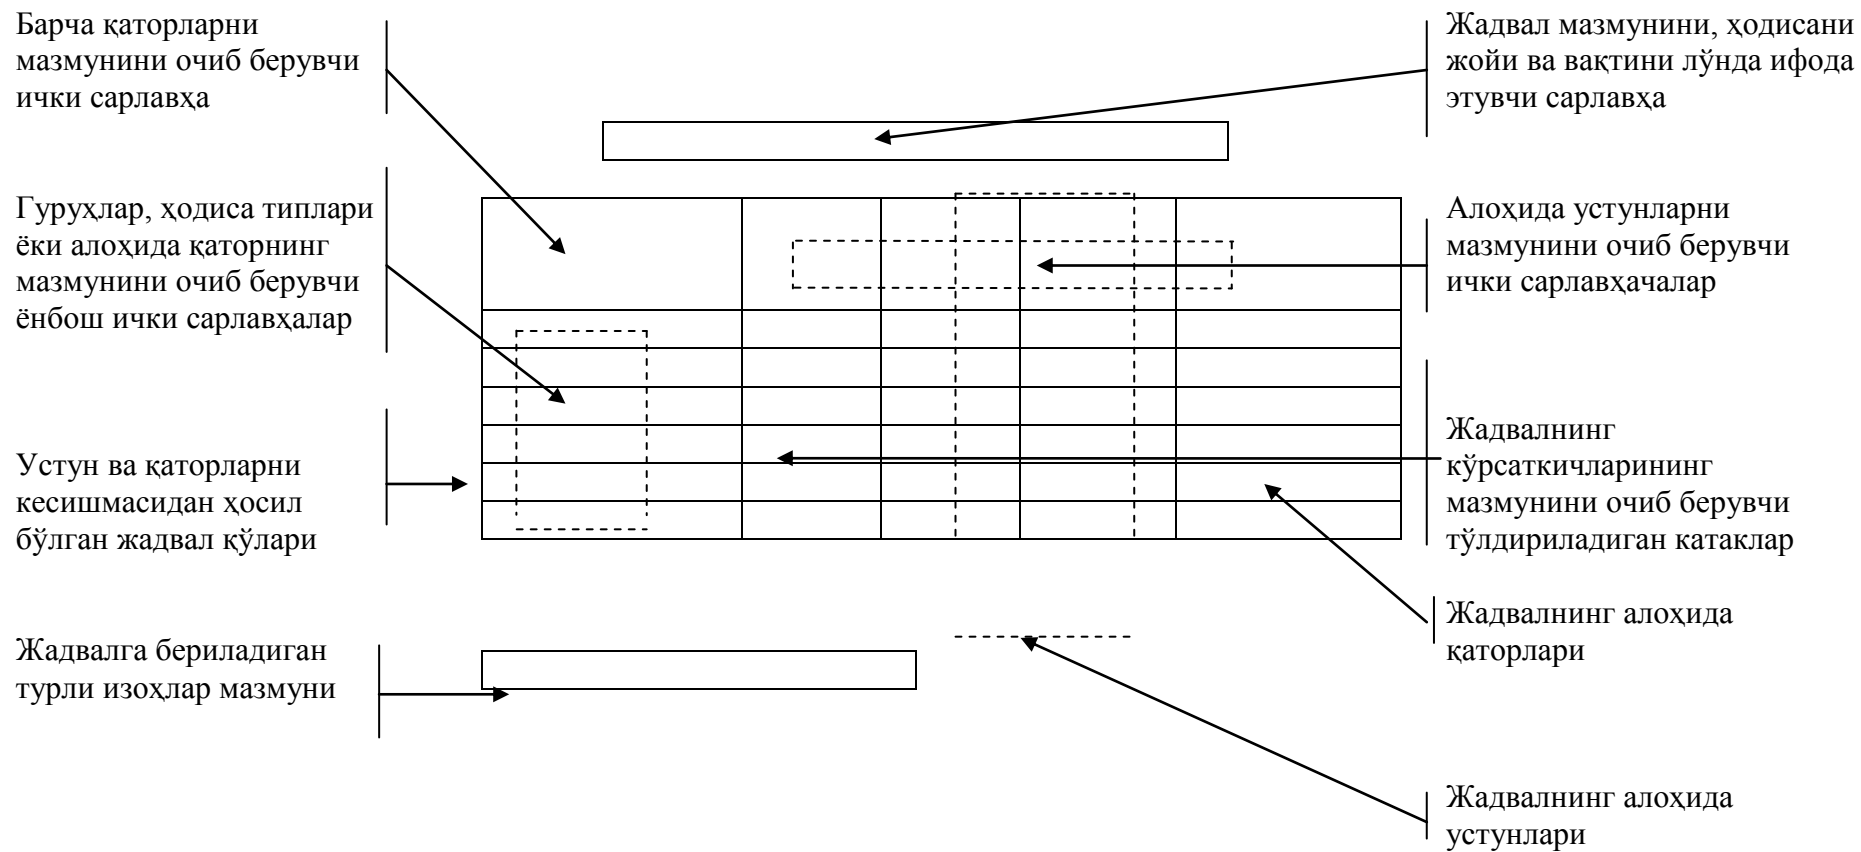 Барча қаторларни
мазмунини очиб берувчи
ички сарлавҳа
Гуруҳлар, ҳодиса типлари
ёки алоҳида қаторнинг
мазмунини очиб берувчи
ёнбош ички сарлавҳалар
Устун ва қаторларни
кесишмасидан ҳосил
бўлган жадвал қўлари
Жадвалга бериладиган
турли изоҳлар мазмуни
Жадвал мазмунини, ҳодисани
жойи ва вақтини лўнда ифода
этувчи сарлавҳа
Алоҳида устунларни
мазмунини очиб берувчи
ички сарлавҳачалар
Жадвалнинг
кўрсаткичларининг
мазмунини очиб берувчи
тўлдириладиган катаклар
Жадвалнинг алоҳида
қаторлари
Жадвалнинг алоҳида
устунлари